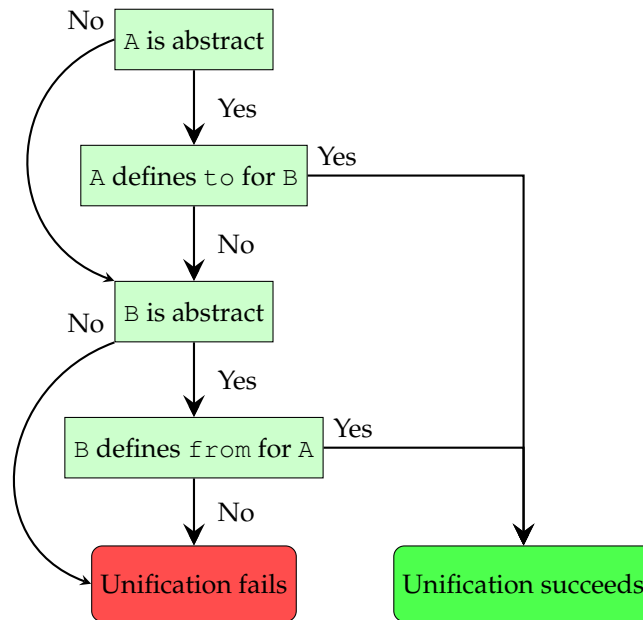 No
A is abstract
Yes
A defines to for B
Yes
No
B is abstract
No
Yes
B defines from for A
Yes
No
Unification fails
Unification succeeds